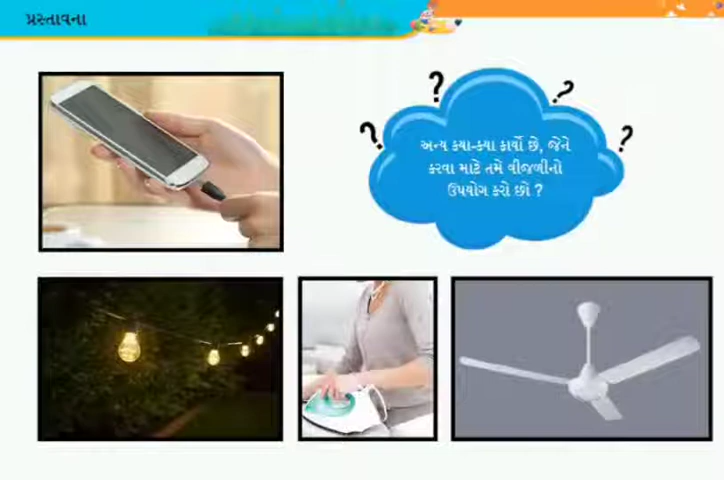 પ્રસ્તાવના
અન્ય ક્યા-ક્યા કાર્યો છે, જેને
કરવા માટે તમે વીજળીનો
ઉપયોગ કરો છો ?